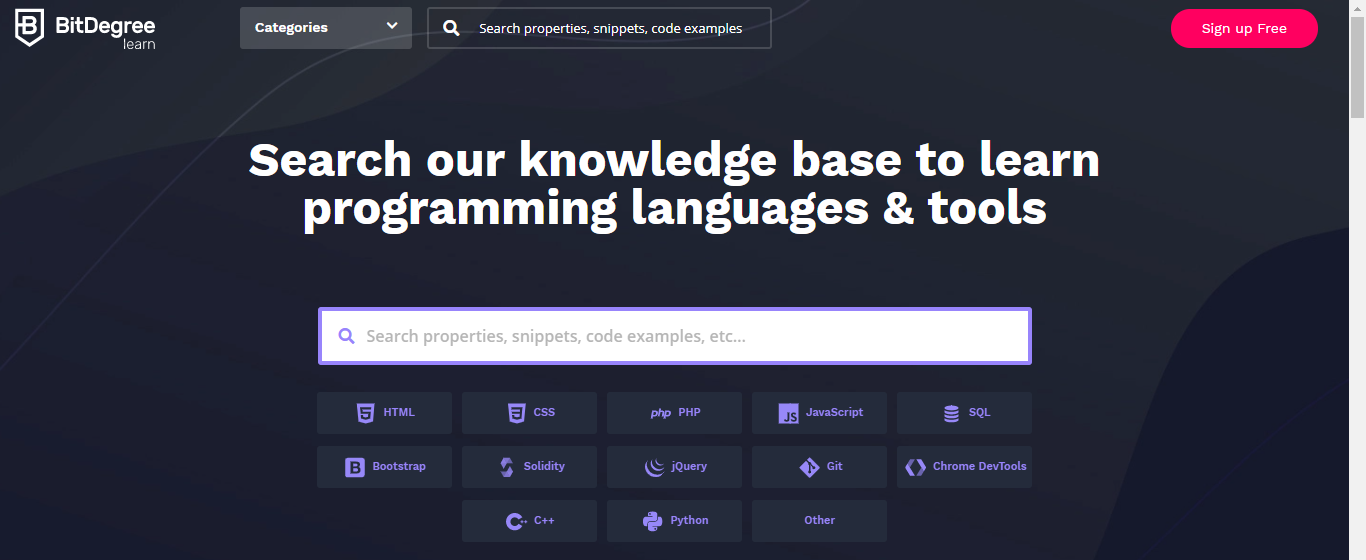 BitDegree
learn
Categories
Search properties, snippets, code examples
Sign up Free
Search our knowledge base to learn
programming languages & tools
Search properties, snippets, code examples, etc...
HTML
CSS
php PHP
JS JavaScript
SQL
B Bootstrap
Solidity
jQuery
Git
Chrome DevTools
C++
Python
Other